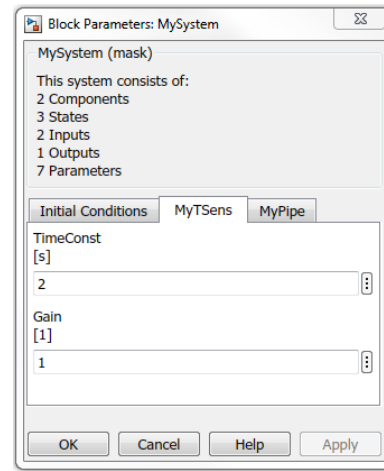 Block Parameters: MySystem
MySystem (mask)
This system consists of:
2 Components
3 States
2 Inputs
1 Outputs
7 Parameters
Initial Conditions MyTSens MyPipe
TimeConst
[s]
2
Gain
[1]
1
OK Cancel Help Apply